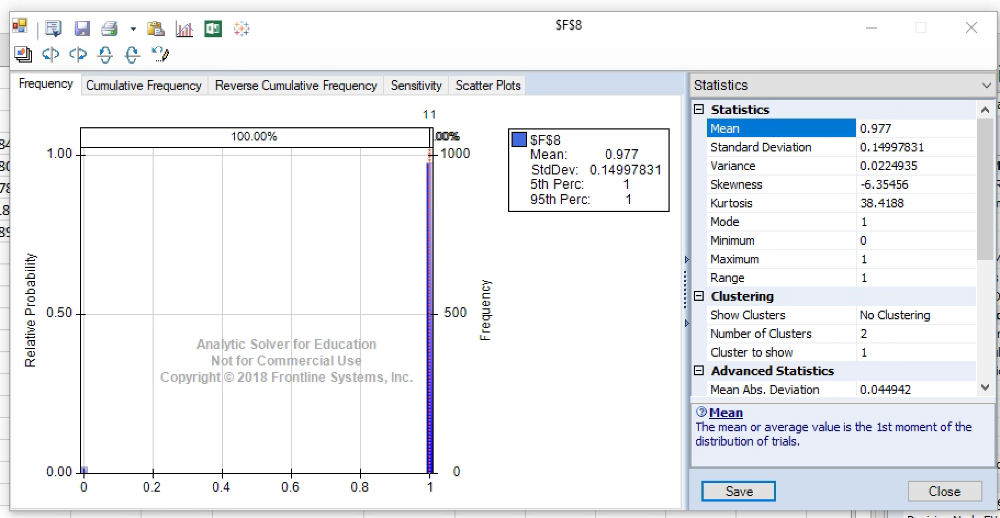 $F$8
Frequency
Cumulative Frequency
Reverse Cumulative Frequency
Sensitivity
Scatter Plots
11
100.00%
.00%
1.00
1000
0.50
500
0.00
0
0
0.2
0.4
0.6
0.8
1
Relative Probability
Frequency
Analytic Solver for Education
Not for Commercial Use
Copyright © 2018 Frontline Systems, Inc.
$F$8
Mean: 0.977
StdDev: 0.14997831
5th Perc: 1
95th Perc: 1
Statistics
Statistics
Mean 0.977
Standard Deviation 0.14997831
Variance 0.0224935
Skewness -6.35456
Kurtosis 38.4188
Mode 1
Minimum 0
Maximum 1
Range 1
Clustering
Show Clusters No Clustering
Number of Clusters 2
Cluster to show 1
Advanced Statistics
Mean Abs. Deviation 0.044942
Mean
The mean or average value is the 1st moment of the
distribution of trials.
Save
Close